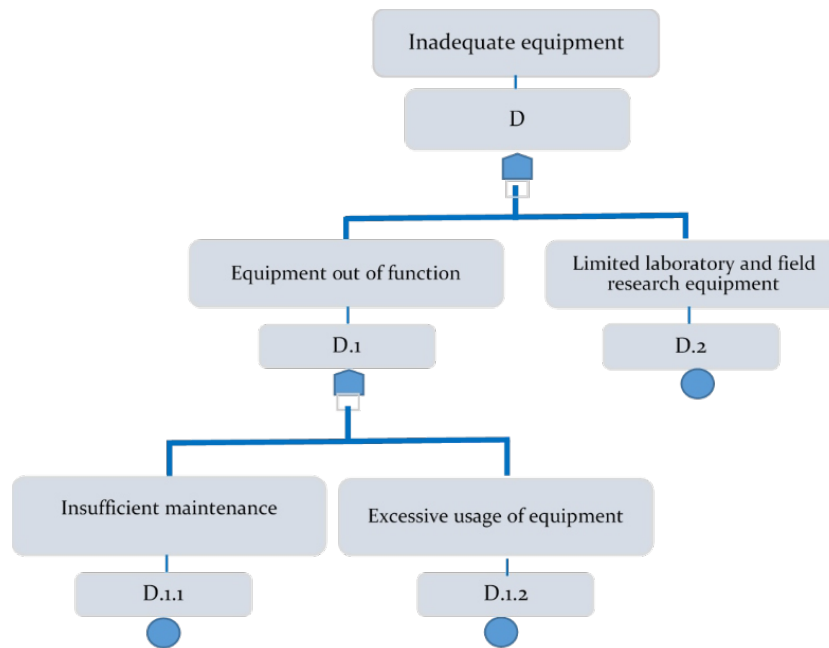 Inadequate equipment
D
Equipment out of function
Limited laboratory and field
research equipment
D.1
D.2
Insufficient maintenance
Excessive usage of equipment
D.1.1
D.1.2